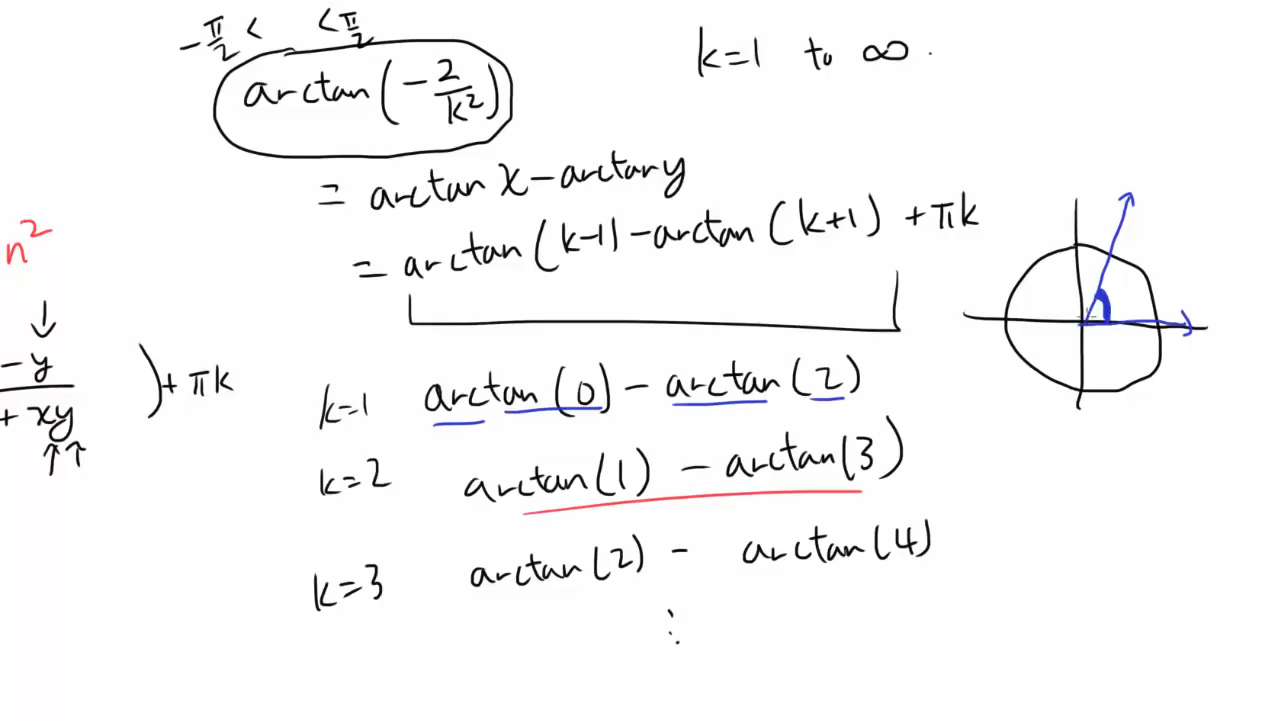 -π/2 < < π/2
arctan(-2/k²)
k=1 to ∞
= arctan x - arctan y
= arctan(k-1) - arctan(k+1) + πk
n²
↓
-y
+ xy
) + πk
↑↑
k=1 arctan(0) - arctan(2)
k=2 arctan(1) - arctan(3)
k=3 arctan(2) - arctan(4)
⋮